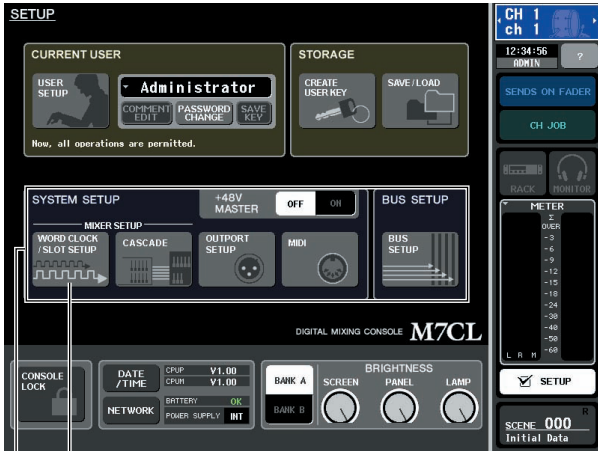 SETUP
CURRENT USER
USER SETUP
Administrator
COMMENT EDIT
PASSWORD CHANGE
SAVE KEY
Now, all operations are permitted.
STORAGE
CREATE USER KEY
SAVE/LOAD
SYSTEM SETUP
+48V MASTER
OFF
ON
MIXER SETUP
WORD CLOCK /SLOT SETUP
CASCADE
OUTPORT SETUP
MIDI
BUS SETUP
BUS SETUP
DIGITAL MIXING CONSOLE M7CL
CONSOLE LOCK
DATE /TIME
CPUP V1.00
CPUM V1.00
NETWORK
BATTERY OK
POWER SUPPLY INT
BANK A
BANK B
BRIGHTNESS
SCREEN
PANEL
LAMP
CH 1
ch 1
12:34:56
ADMIN
?
SENDS ON FADER
CH JOB
RACK
MONITOR
METER
Σ
OVER
-3
-6
-9
-12
-15
-18
-24
-30
-40
-50
-60
L R M
SETUP
R
SCENE 000
Initial Data